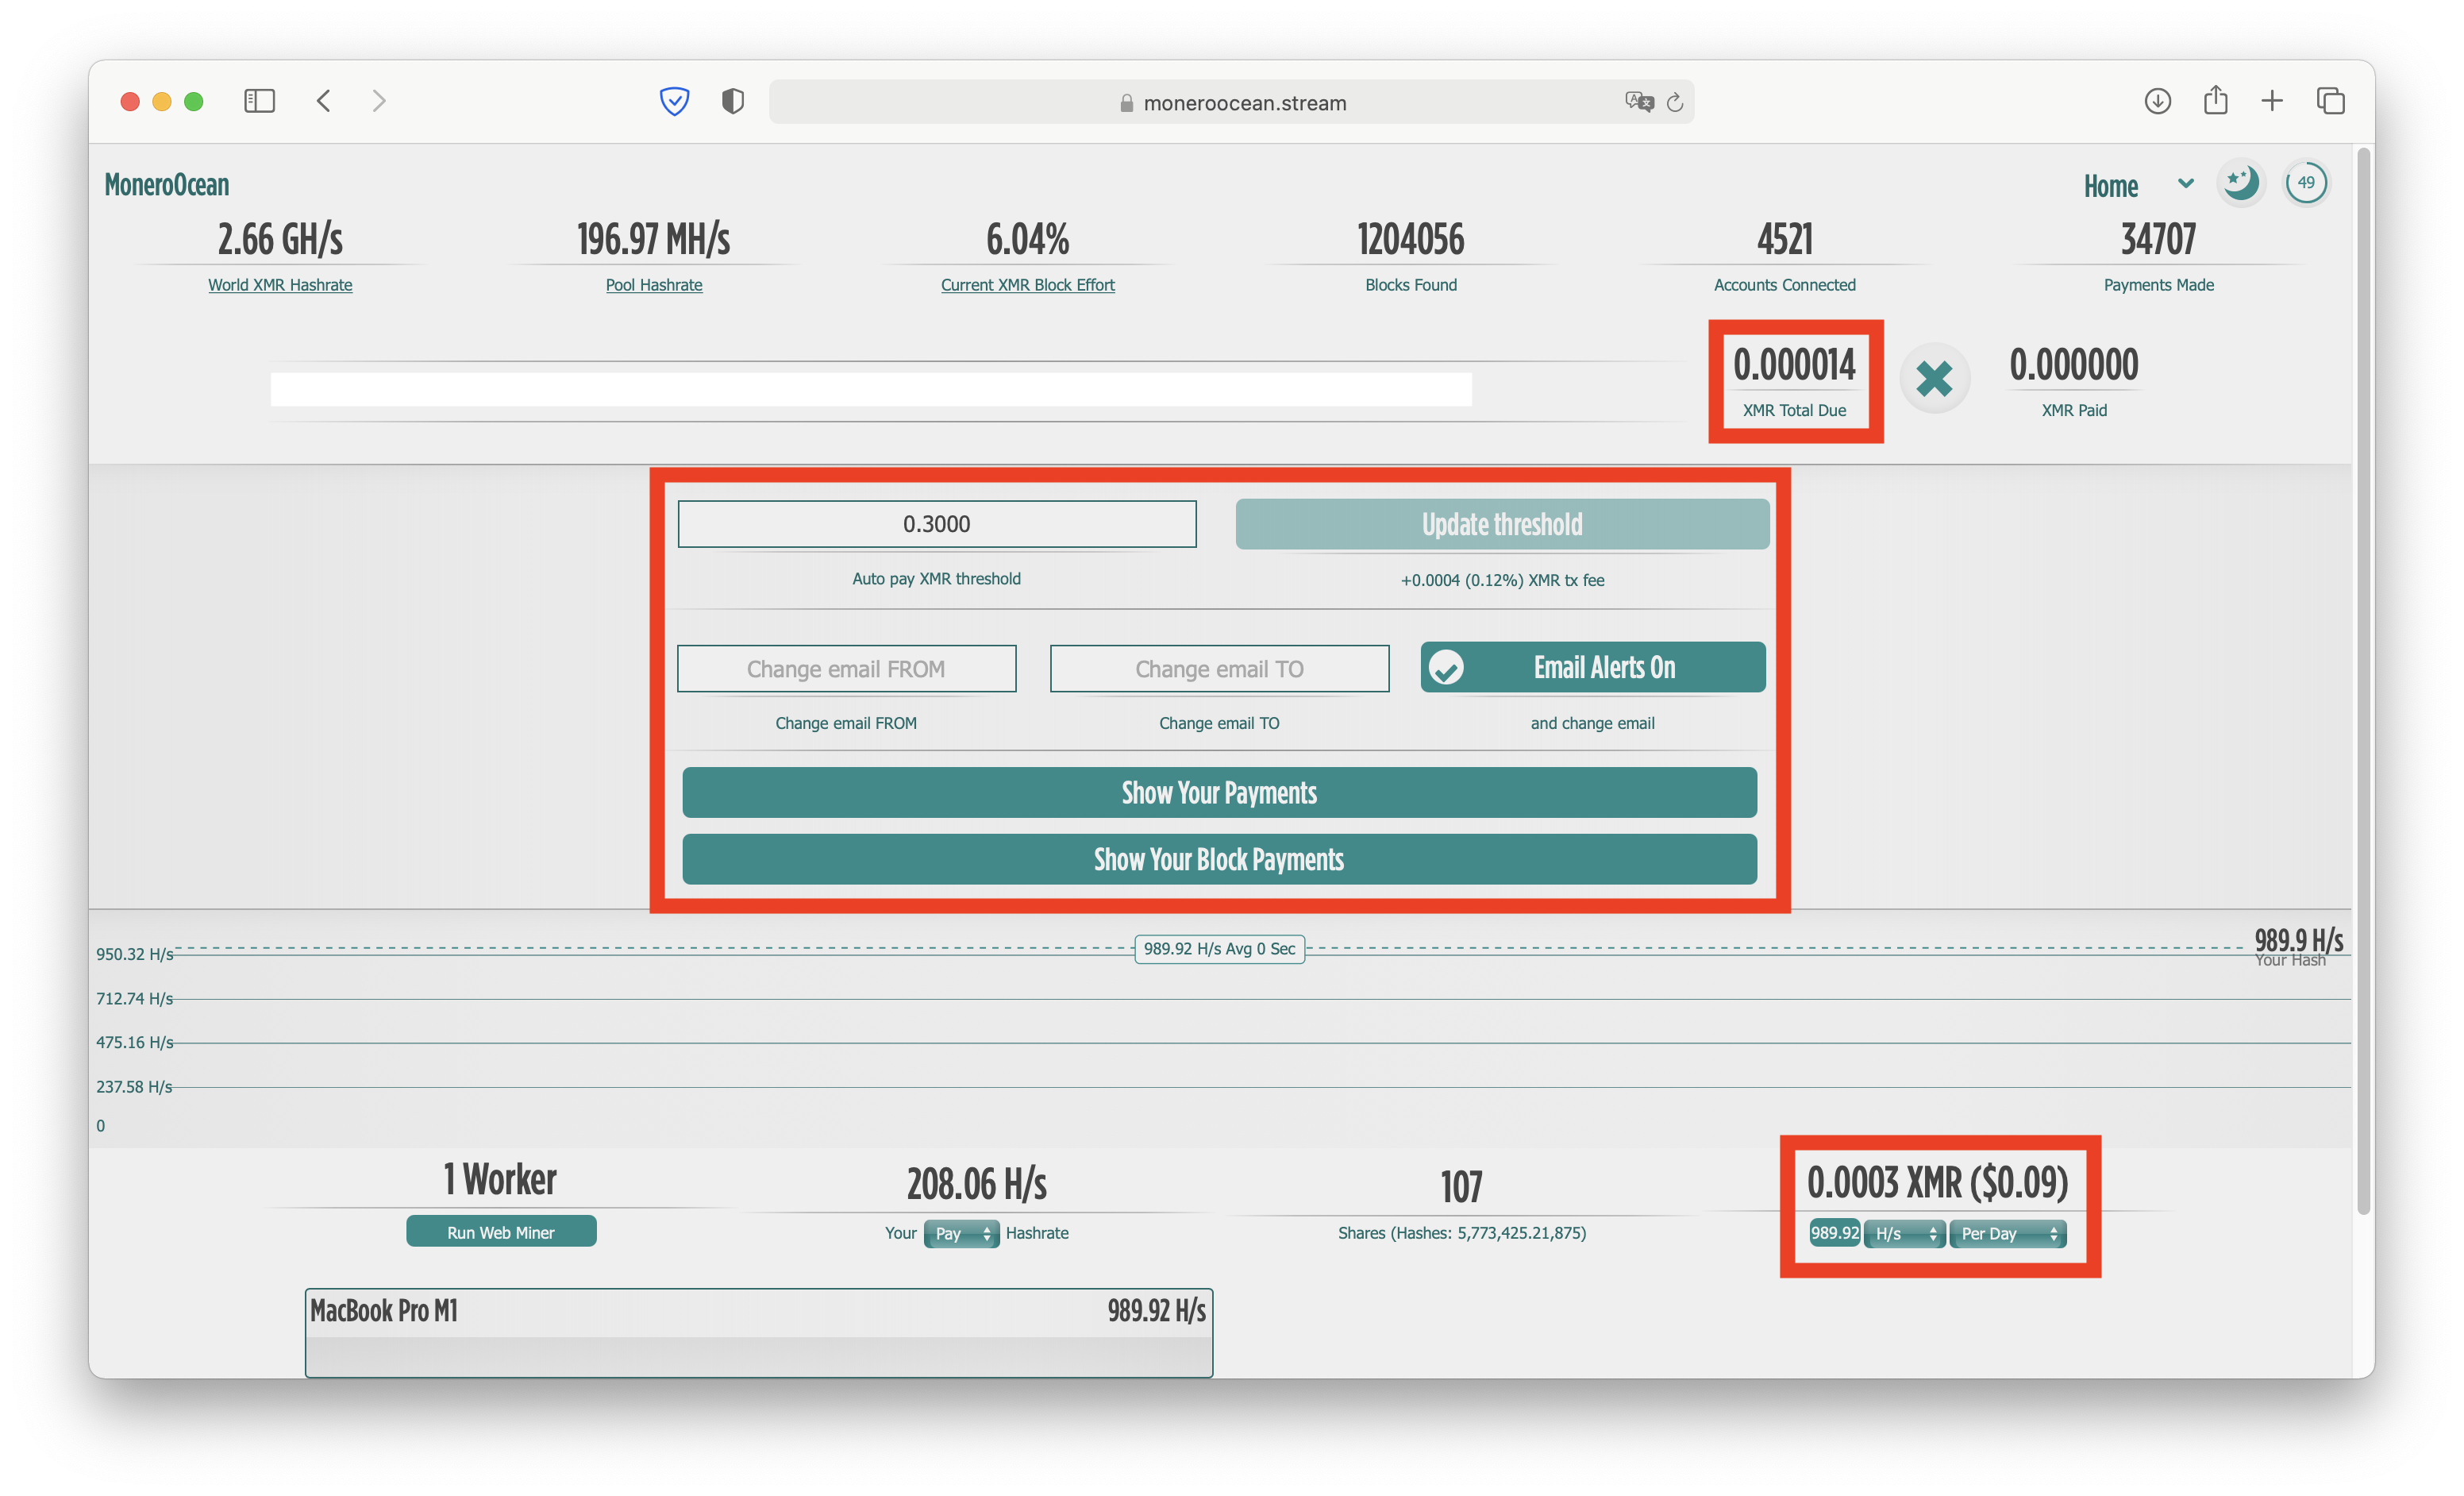 moneroocean.stream
MoneroOcean
Home
49
2.66 GH/s
World XMR Hashrate
196.97 MH/s
Pool Hashrate
6.04%
Current XMR Block Effort
1204056
Blocks Found
4521
Accounts Connected
34707
Payments Made
0.000014
XMR Total Due
0.000000
XMR Paid
0.3000
Auto pay XMR threshold
Update threshold
+0.0004 (0.12%) XMR tx fee
Change email FROM
Change email FROM
Change email TO
Change email TO
Email Alerts On
and change email
Show Your Payments
Show Your Block Payments
989.92 H/s Avg 0 Sec
989.9 H/s
Your Hash
950.32 H/s
712.74 H/s
475.16 H/s
237.58 H/s
0
1 Worker
Run Web Miner
208.06 H/s
Your Pay Hashrate
107
Shares (Hashes: 5,773,425.21,875)
0.0003 XMR ($0.09)
989.92 H/s Per Day
MacBook Pro M1 989.92 H/s